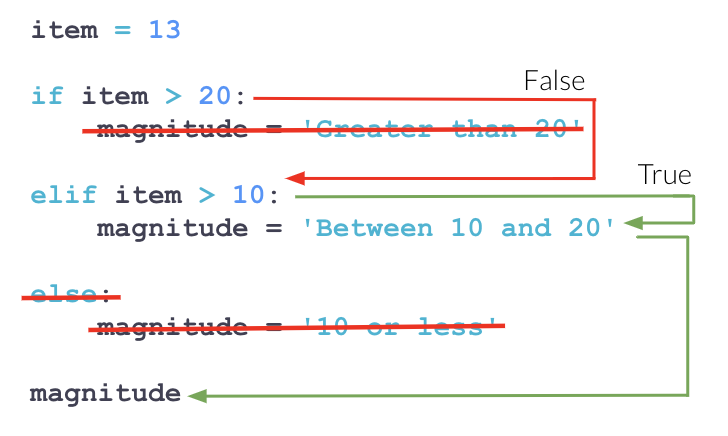 item = 13
if item > 20:
False
magnitude = 'Greater than 20'
True
elif item > 10:
magnitude = 'Between 10 and 20'
else:
magnitude = '10 or less'
magnitude